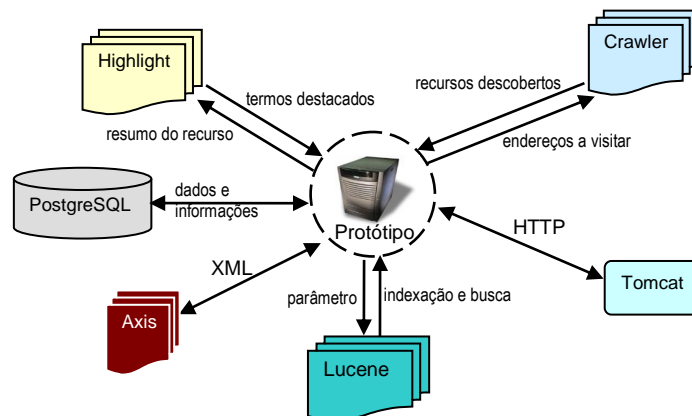 Highlight
Crawler
recursos descobertos
termos destacados
resumo do recurso
endereços a visitar
PostgreSQL
dados e
informações
Protótipo
HTTP
XML
Tomcat
parâmetro
indexação e busca
Axis
Lucene